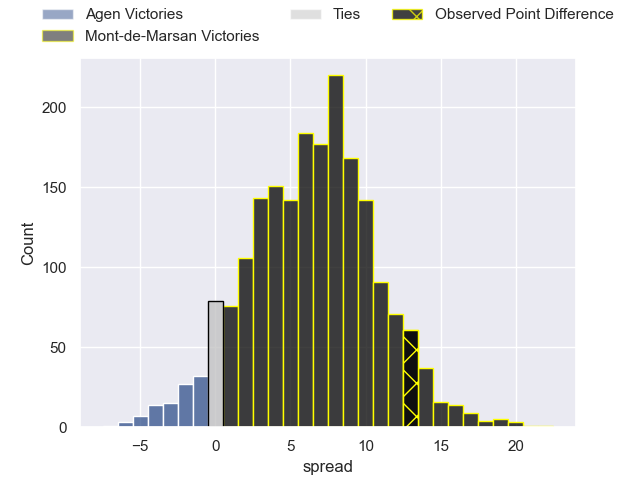 Agen Victories
Mont-de-Marsan Victories
Ties
Observed Point Difference
200
150
100
50
0
Count
−5 0 5 10 15 20
spread